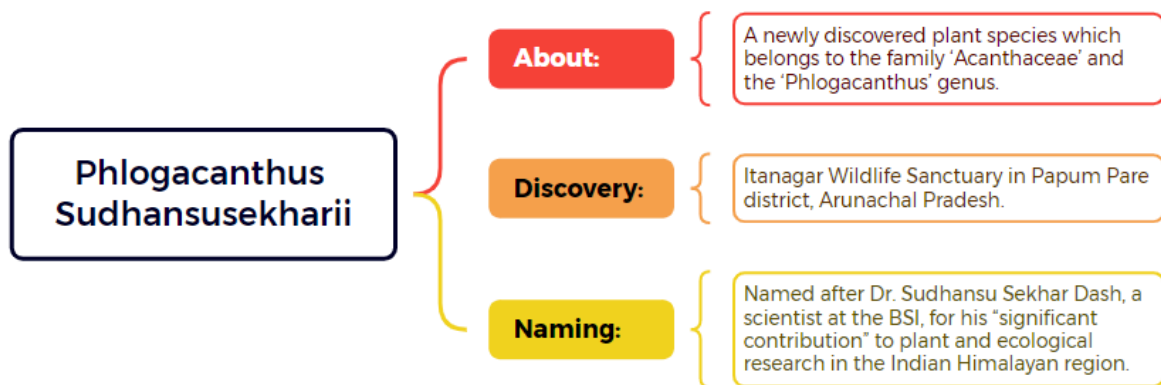 Phlogacanthus
Sudhansusekharii
About:
A newly discovered plant species which
belongs to the family ‘Acanthaceae’ and
the ‘Phlogacanthus’ genus.
Discovery:
Itanagar Wildlife Sanctuary in Papum Pare
district, Arunachal Pradesh.
Naming:
Named after Dr. Sudhansu Sekhar Dash, a
scientist at the BSI, for his “significant
contribution” to plant and ecological
research in the Indian Himalayan region.